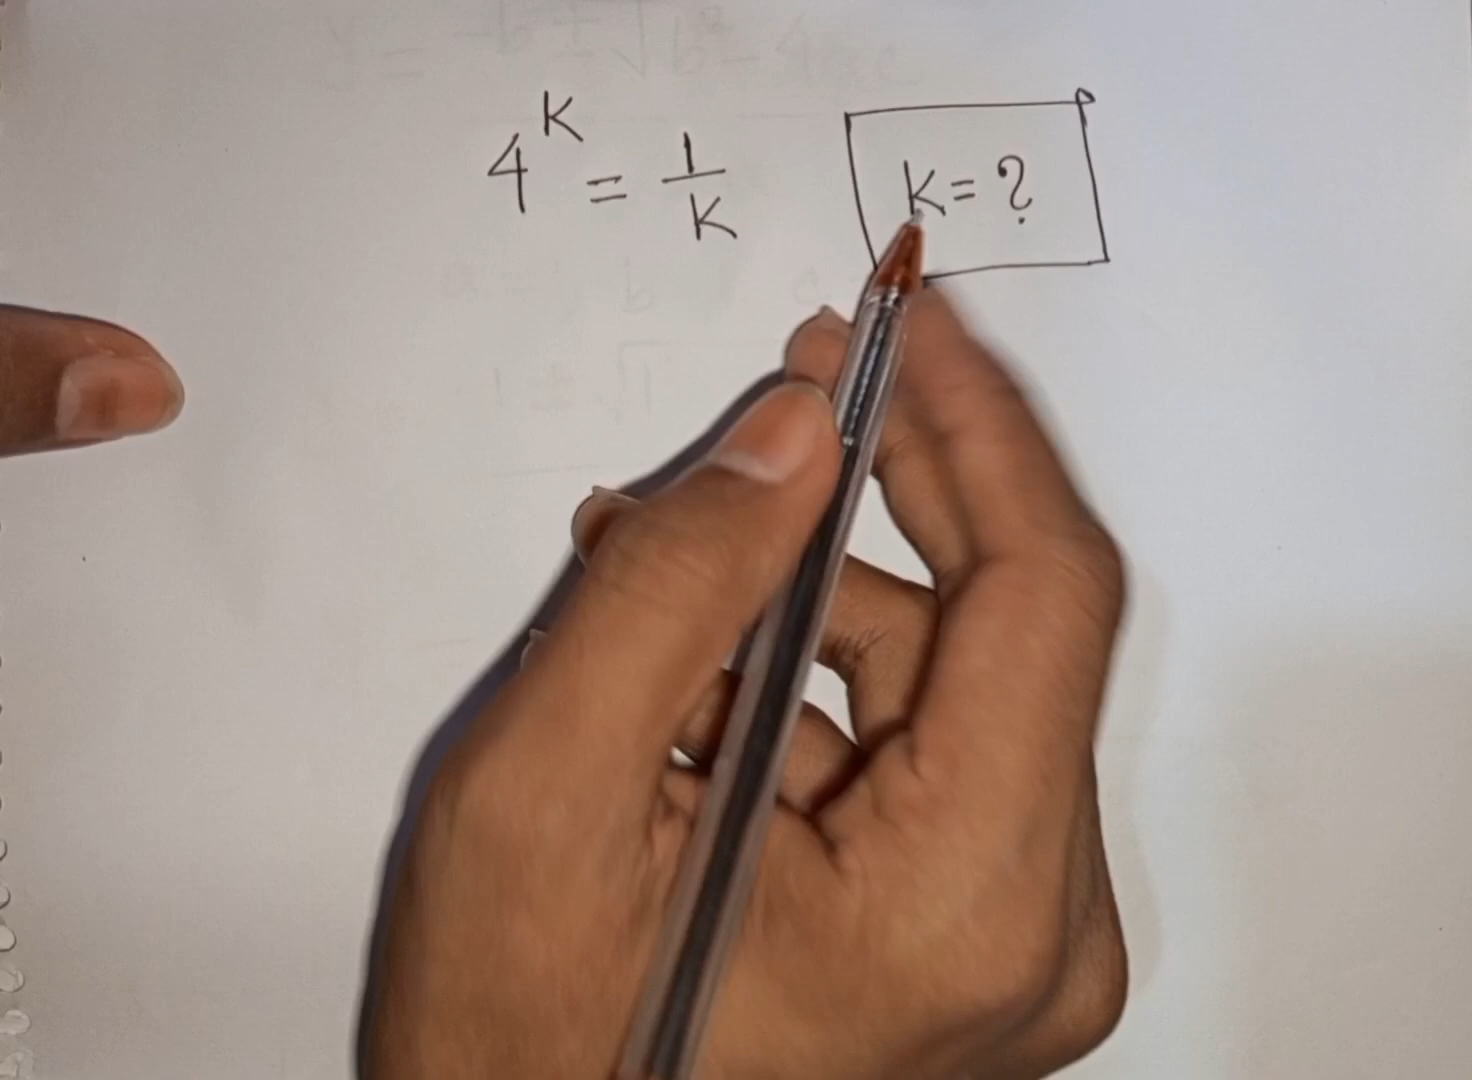 4^K = 1/K
K = ?